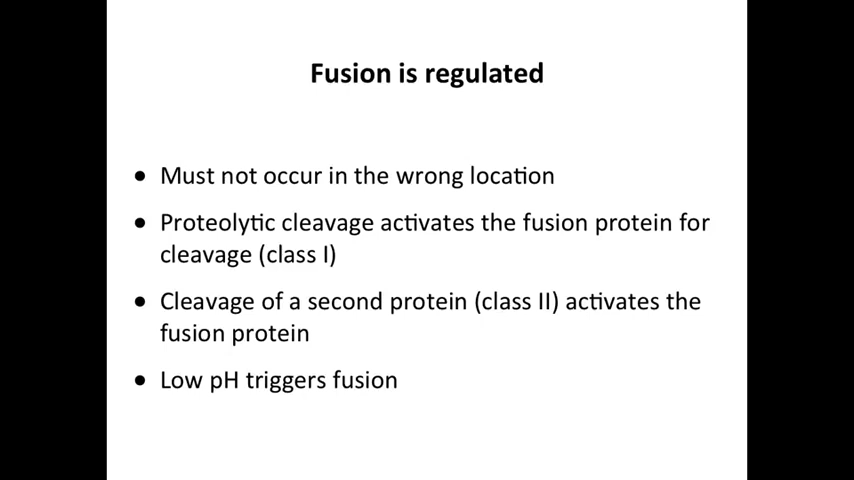 Fusion is regulated
● Must not occur in the wrong location
● Proteolytic cleavage activates the fusion protein for
cleavage (class I)
● Cleavage of a second protein (class II) activates the
fusion protein
● Low pH triggers fusion